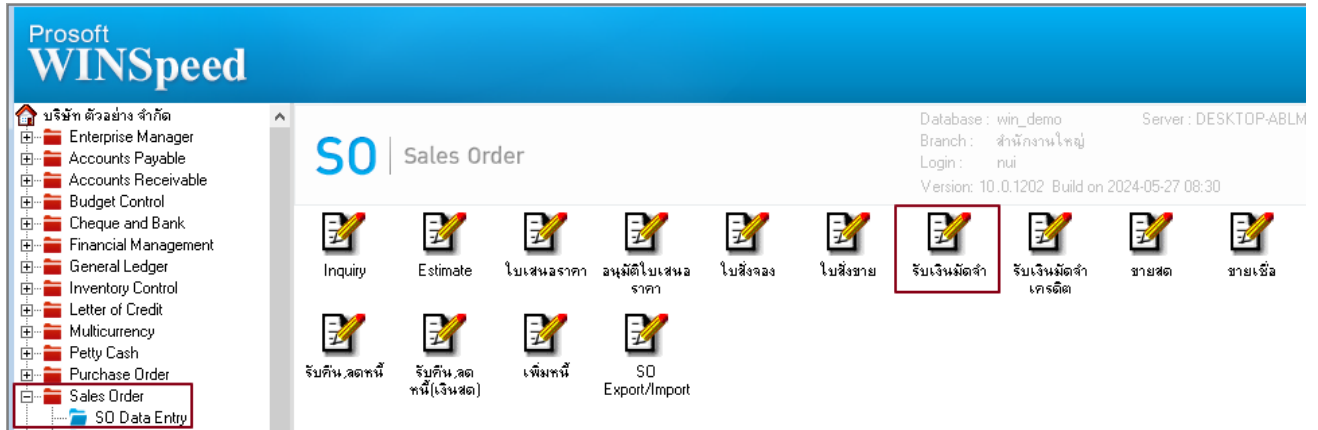 Prosoft
WINSpeed
บริษัท ตัวอย่าง จำกัด
Enterprise Manager
Accounts Payable
Accounts Receivable
Budget Control
Cheque and Bank
Financial Management
General Ledger
Inventory Control
Letter of Credit
Multicurrency
Petty Cash
Purchase Order
Sales Order
SO Data Entry
SO Sales Order
Database : win_demo Server : DESKTOP-ABLM
Branch : สำนักงานใหญ่
Login : nui
Version: 10.0.1202 Build on 2024-05-27 08:30
Inquiry Estimate ใบเสนอราคา อนุมัติใบเสนอ ใบสั่งจอง ใบสั่งขาย รับเงินมัดจำ รับเงินมัดจำ ขายสด ขายเชื่อ
ราคา เครดิต
รับคืน,ลดหนี้ รับคืน,ลด เพิ่มหนี้ SO
หนี้(เงินสด) Export/Import